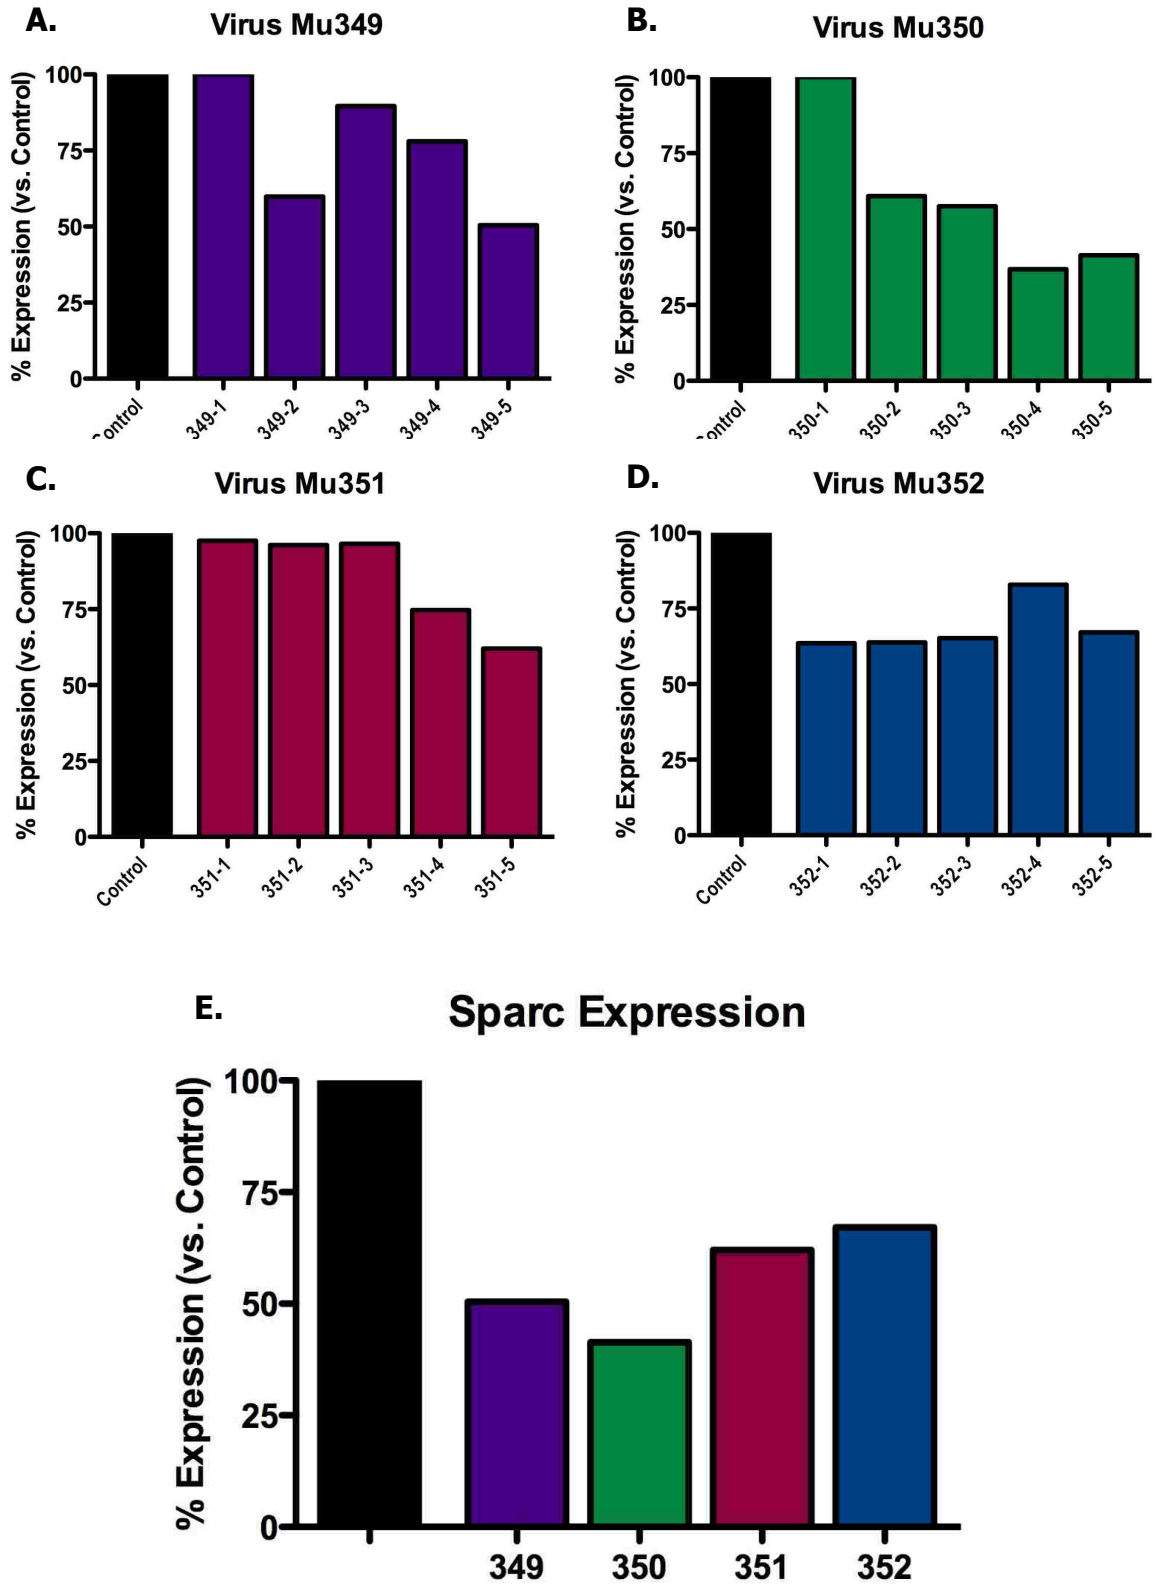 A.
Virus Mu349
% Expression (vs. Control)
100
75
50
25
0
Control
349-1
349-2
349-3
349-4
349-5
B.
Virus Mu350
% Expression (vs. Control)
100
75
50
25
0
Control
350-1
350-2
350-3
350-4
350-5
C.
Virus Mu351
% Expression (vs. Control)
100
75
50
25
0
Control
351-1
351-2
351-3
351-4
351-5
D.
Virus Mu352
% Expression (vs. Control)
100
75
50
25
0
Control
352-1
352-2
352-3
352-4
352-5
E.
Sparc Expression
% Expression (vs. Control)
100
75
50
25
0
349
350
351
352